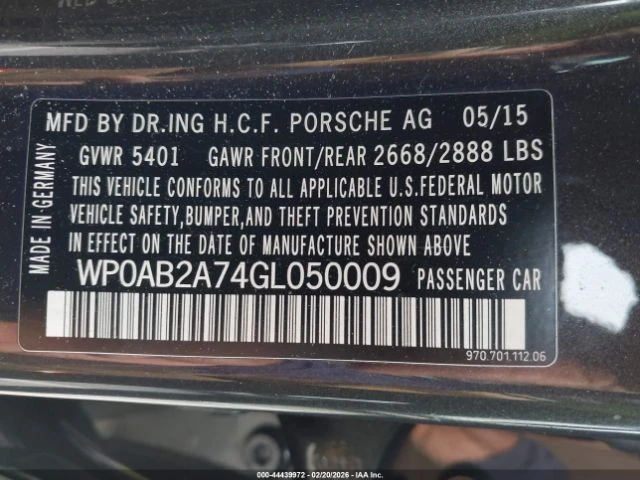 MFD BY DR.ING H.C.F. PORSCHE AG 05/15
GVWR 5401 GAWR FRONT/REAR 2668/2888 LBS
THIS VEHICLE CONFORMS TO ALL APPLICABLE U.S.FEDERAL MOTOR
VEHICLE SAFETY,BUMPER,AND THEFT PREVENTION STANDARDS
IN EFFECT ON THE DATE OF MANUFACTURE SHOWN ABOVE.
WP0AB2A74GL050009 PASSENGER CAR
MADE IN GERMANY
970.701.112.06
000-44439972 - 02/20/2026 - IAA Inc.